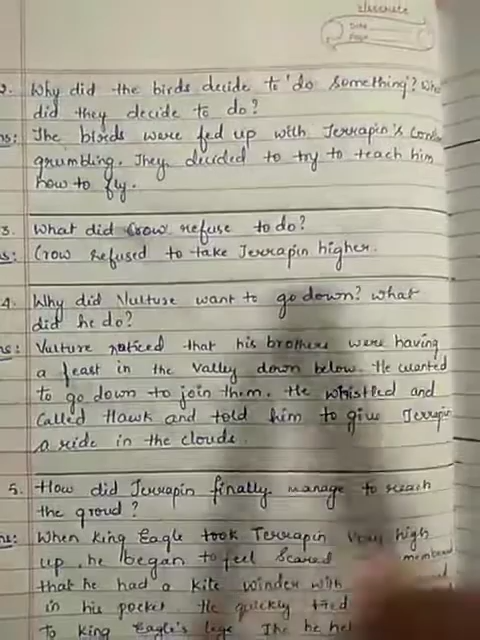 classmate
Date
Page
2. Why did the birds decide to 'do something'?
did they decide to do?
The birds were fed up with Terrapin's
grumbling. They decided to try to teach him
how to fly.
3. What did Crow refuse to do?
Crow refused to take Terrapin higher.
4. Why did Vulture want to go down? What
did he do?
Vulture noticed that his brothers were having
a feast in the valley down below. He wanted
to go down to join them. He whistled and
called Hawk and told him to give Terrapin
a ride in the clouds.
5. How did Terrapin finally manage to reach
the groud?
When King Eagle took Terrapin very high
up, he began to feel scared
that he had a kite winder with
in his pocket. He quickly tied
to king Eagle's legs. The he